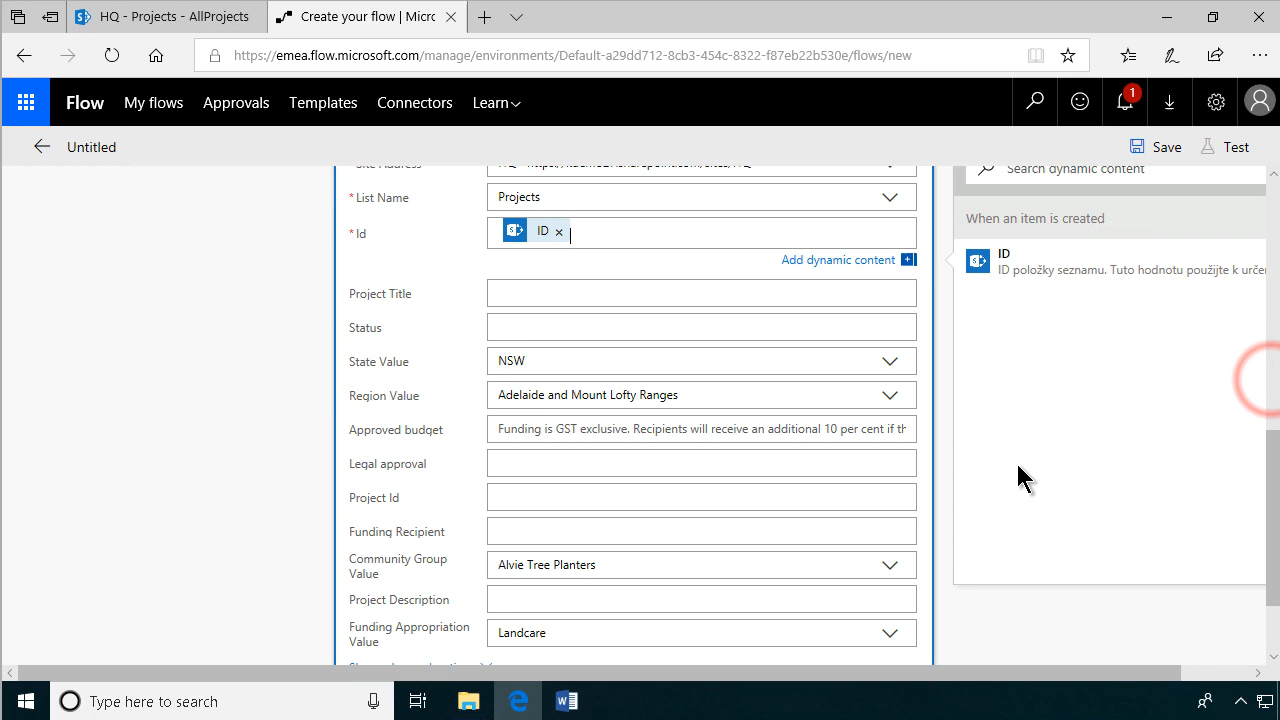 HQ - Projects - AllProjects
Create your flow | Micro
https://emea.flow.microsoft.com/manage/environments/Default-a29dd712-8cb3-454c-8322-f87eb22b530e/flows/new
Flow My flows Approvals Templates Connectors Learn 1
Untitled Save Test
Search dynamic content
* List Name Projects
When an item is created
* Id ID ×
Add dynamic content
ID
ID položky seznamu. Tuto hodnotu použijte k určen
Project Title
Status
State Value NSW
Region Value Adelaide and Mount Lofty Ranges
Approved budget Funding is GST exclusive. Recipients will receive an additional 10 per cent if th
Legal approval
Project Id
Funding Recipient
Community Group
Value
Alvie Tree Planters
Project Description
Funding Appropriation
Value
Landcare
Type here to search